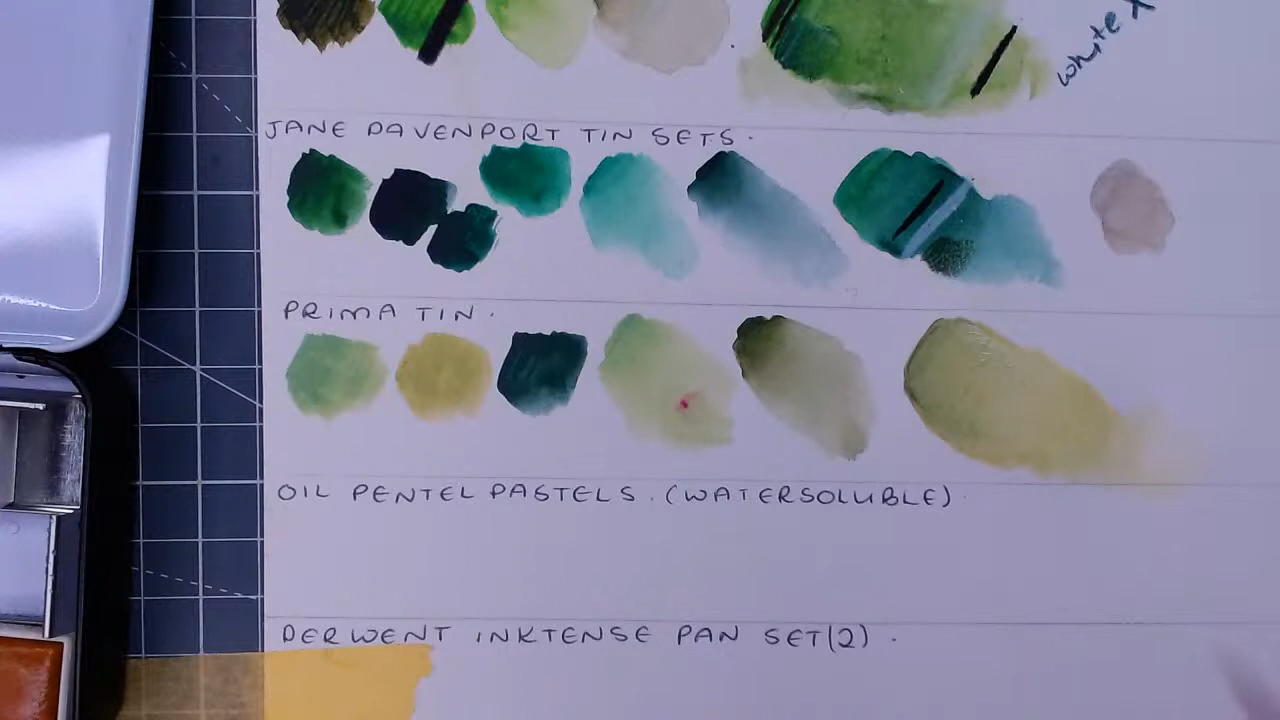 white X
JANE DAVENPORT TIN SETS.
PRIMA TIN.
OIL PENTEL PASTELS. (WATERSOLUBLE)
DERWENT INKTENSE PAN SET(2).